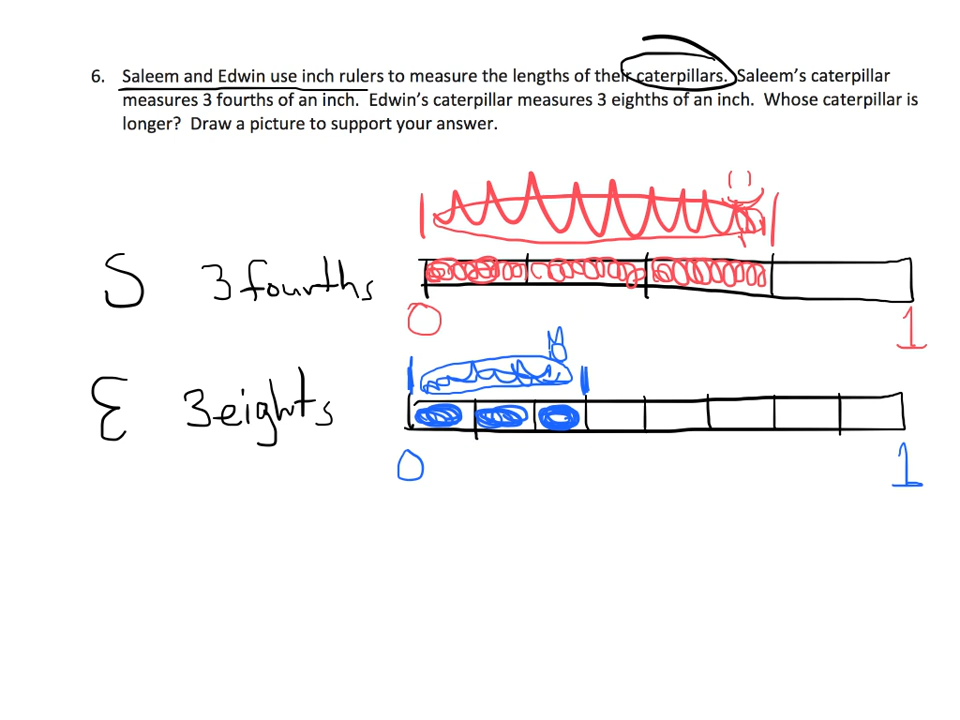 6. Saleem and Edwin use inch rulers to measure the lengths of their caterpillars. Saleem's caterpillar
measures 3 fourths of an inch. Edwin's caterpillar measures 3 eighths of an inch. Whose caterpillar is
longer? Draw a picture to support your answer.
S 3 fourths
0 1
E 3 eights
0 1